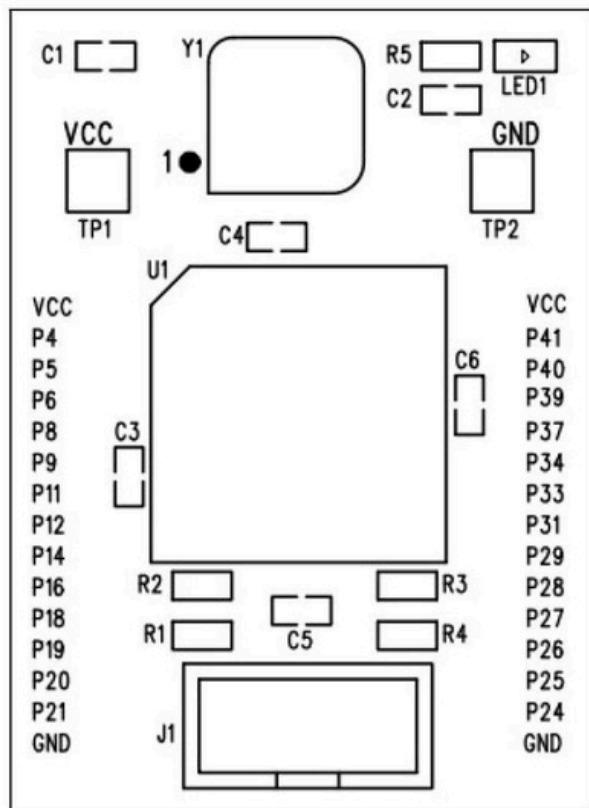 C1 Y1 R5
LED1
C2
VCC GND
1
TP1 TP2
C4
U1
VCC VCC
P4 P41
P5 C6 P40
P6 P39
P8 C3 P37
P9 P34
P11 P33
P12 P31
P14 P29
P16 R2 R3 P28
P18 P27
R1 C5 R4
P19 P26
P20 P25
P21 P24
J1
GND GND